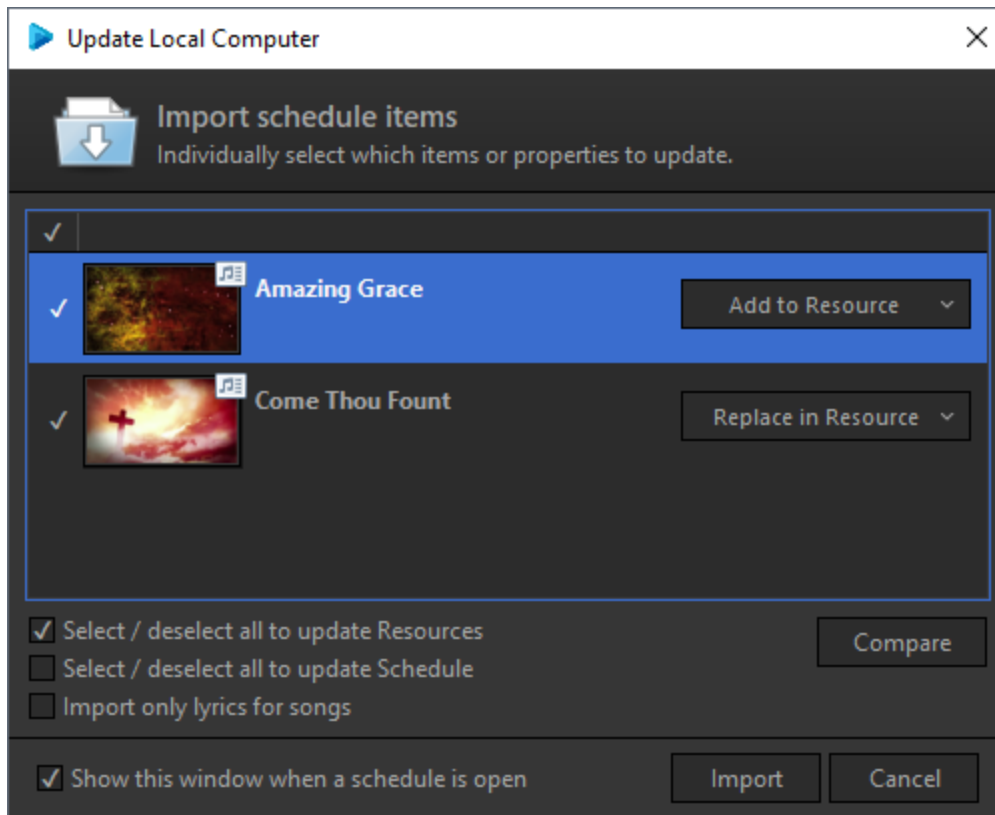 Update Local Computer
Import schedule items
Individually select which items or properties to update.
Amazing Grace
Add to Resource
Come Thou Fount
Replace in Resource
Select / deselect all to update Resources
Compare
Select / deselect all to update Schedule
Import only lyrics for songs
Show this window when a schedule is open
Import
Cancel